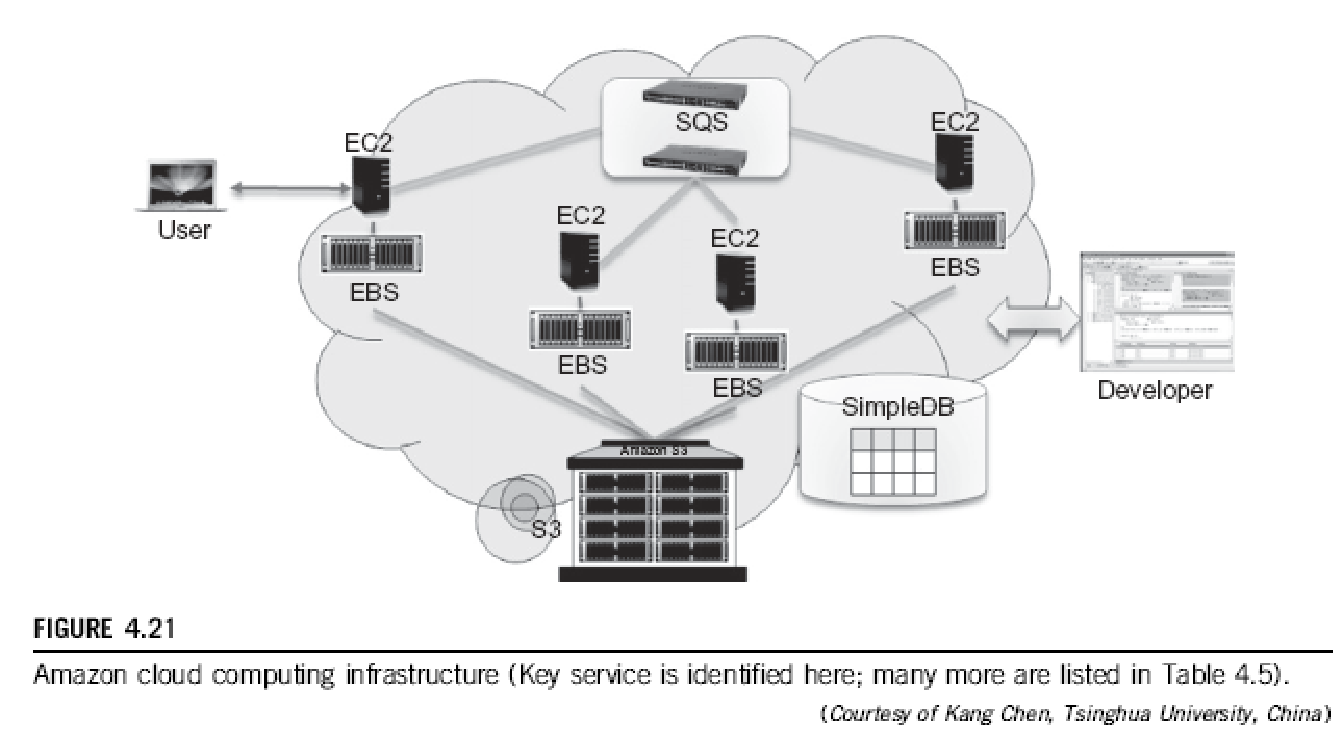 SQS
EC2
EC2
User
EC2
EC2
EBS
EBS
EBS
EBS
Developer
SimpleDB
Amazon S3
S3
FIGURE 4.21
Amazon cloud computing infrastructure (Key service is identified here; many more are listed in Table 4.5).
(Courtesy of Kang Chen, Tsinghua University, China)